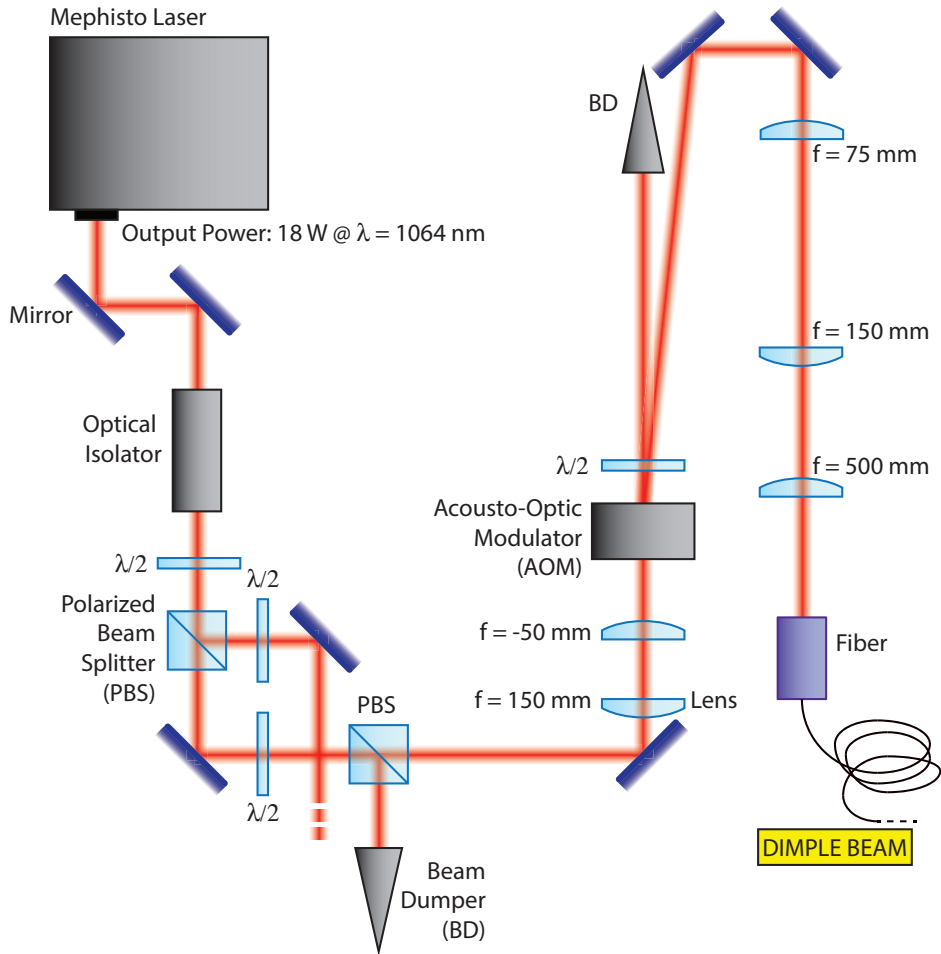 Mephisto Laser
Output Power: 18 W @ λ = 1064 nm
Mirror
Optical
Isolator
λ/2
λ/2
Polarized
Beam
Splitter
(PBS)
λ/2
PBS
Beam
Dumper
(BD)
BD
λ/2
Acousto-Optic
Modulator
(AOM)
f = -50 mm
f = 150 mm
Lens
f = 75 mm
f = 150 mm
f = 500 mm
Fiber
DIMPLE BEAM